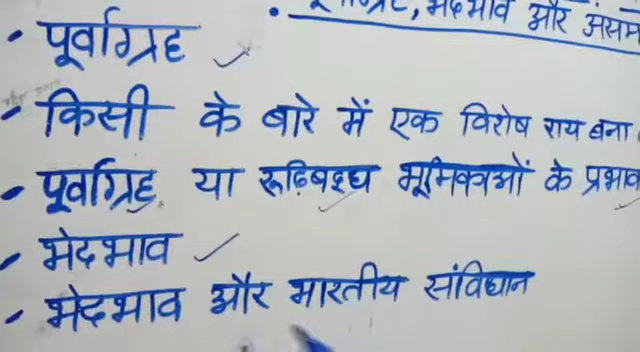 पूर्वाग्रह, भेदभाव और असम
• पूर्वाग्रह
• किसी के बारे में एक विशेष राय बना
• पूर्वाग्रह या रूढ़िबद्ध भूमिकाओं के प्रभाव
• भेदभाव
• भेदभाव और भारतीय संविधान